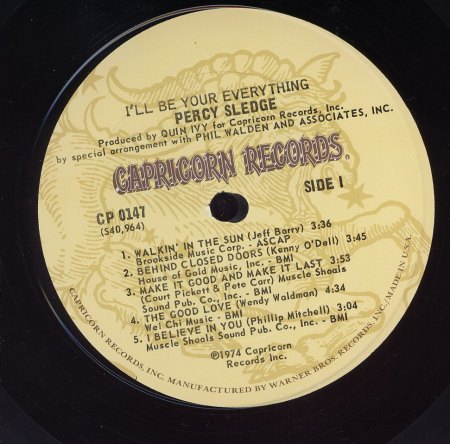 I'LL BE YOUR EVERYTHING
PERCY SLEDGE
Produced by QUIN IVY for Capricorn Records, Inc.
by special arrangement with PHIL WALDEN AND ASSOCIATES, INC.
CAPRICORN RECORDS®
CP 0147
(S40,964)
SIDE I
1. WALKIN' IN THE SUN (Jeff Barry) 3:36
Brookside Music Corp. - ASCAP
2. BEHIND CLOSED DOORS (Kenny O'Dell) 3:45
House of Gold Music, Inc. - BMI
3. MAKE IT GOOD AND MAKE IT LAST 3:53
(Court Pickett & Pete Carr) Muscle Shoals
Sound Pub. Co., Inc. - BMI
4. THE GOOD LOVE (Wendy Waldman) 4:34
Wei Chi Music - BMI
5. I BELIEVE IN YOU (Phillip Mitchell) 3:04
Muscle Shoals Sound Pub. Co., Inc. - BMI
©1974 Capricorn
Records Inc.
CAPRICORN RECORDS, INC. MANUFACTURED BY WARNER BROS. RECORDS INC. MADE IN U.S.A.